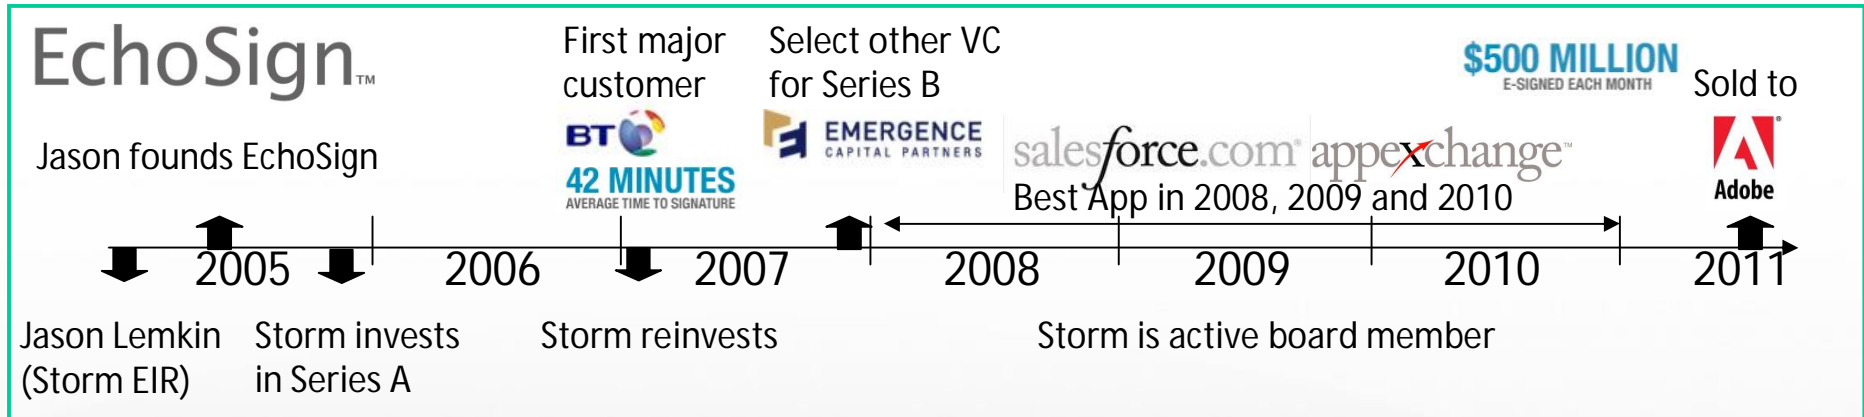 EchoSign™
Jason founds EchoSign
First major
customer
BT
42 MINUTES
AVERAGE TIME TO SIGNATURE
Select other VC
for Series B
EMERGENCE
CAPITAL PARTNERS
salesforce.com® appexchange™
Best App in 2008, 2009 and 2010
$500 MILLION
E-SIGNED EACH MONTH
Sold to
Adobe
2005 2006 2007 2008 2009 2010 2011
Jason Lemkin
(Storm EIR)
Storm invests
in Series A
Storm reinvests
Storm is active board member